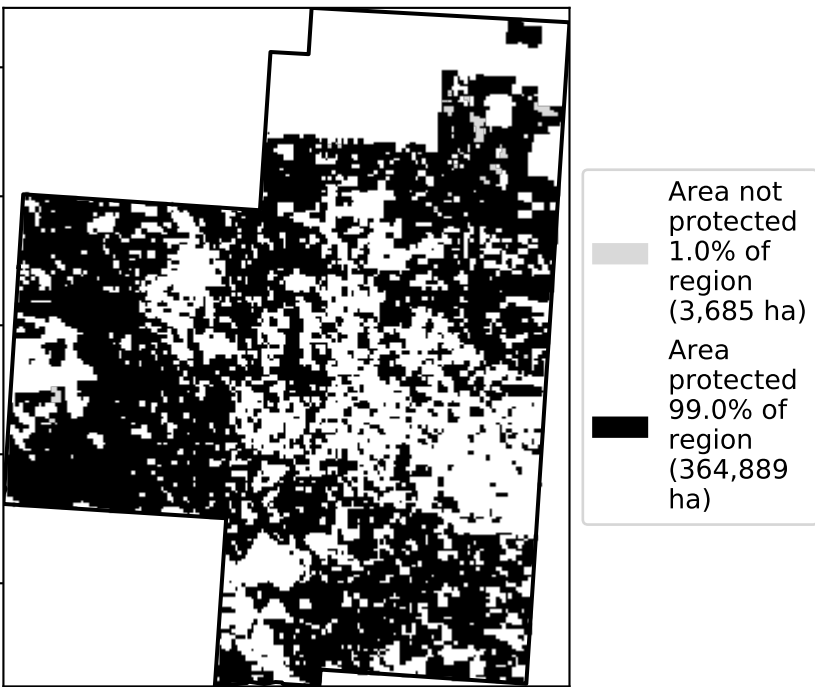 Area not
protected
1.0% of
region
(3,685 ha)
Area
protected
99.0% of
region
(364,889
ha)